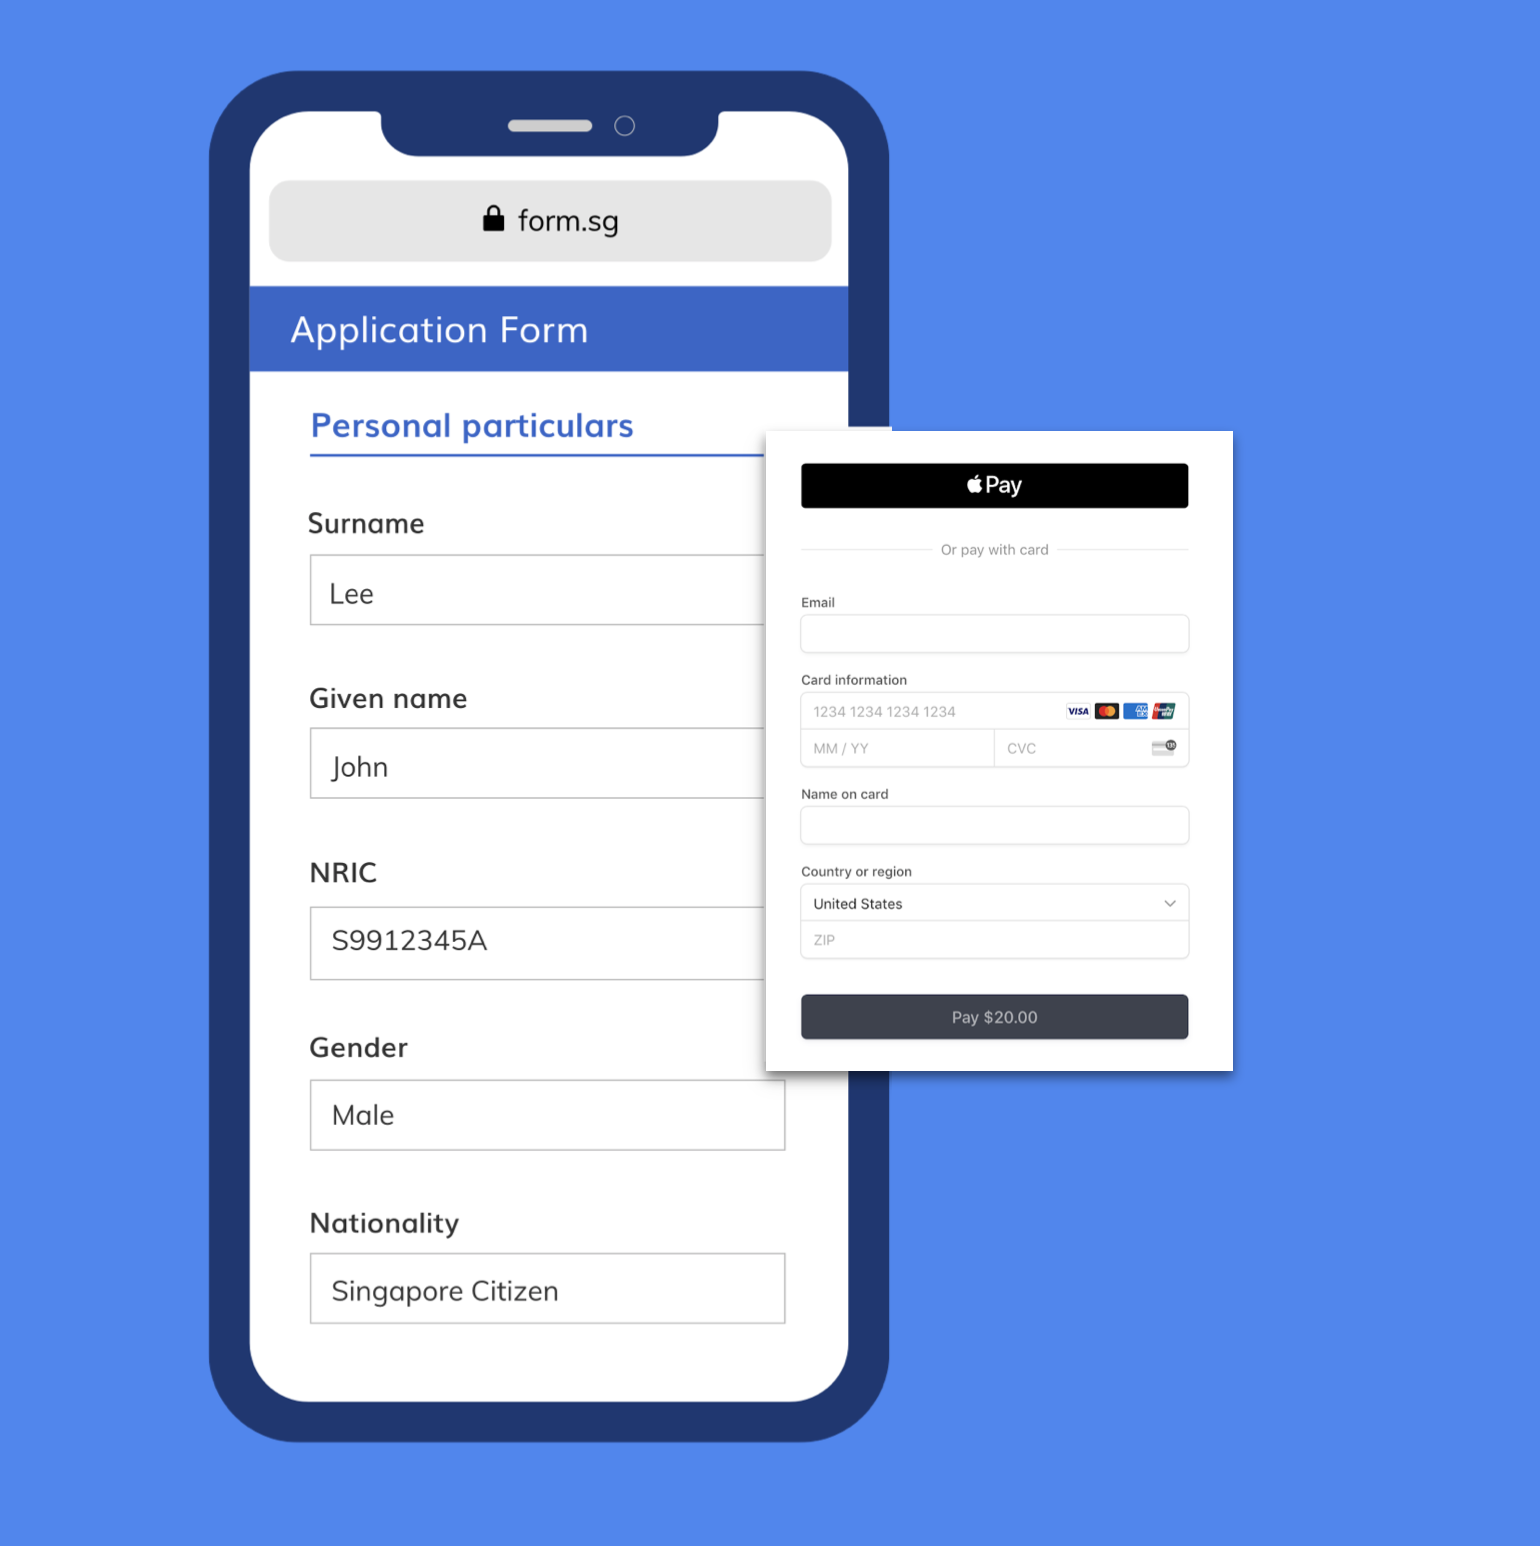 form.sg
Application Form
Personal particulars
Surname
Lee
Given name
John
NRIC
S9912345A
Gender
Male
Nationality
Singapore Citizen
Pay
Or pay with card
Email
Card information
1234 1234 1234 1234 VISA
MM / YY CVC
Name on card
Country or region
United States
ZIP
Pay $20.00